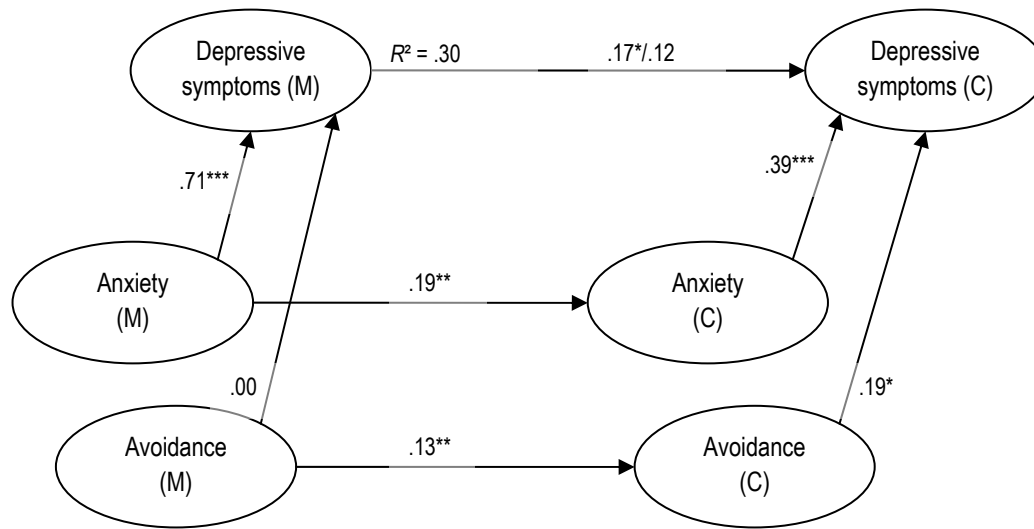 Depressive
symptoms (M)
R² = .30
.17*/.12
Depressive
symptoms (C)
.71***
.39***
Anxiety
(M)
.19**
Anxiety
(C)
.00
.19*
Avoidance
(M)
.13**
Avoidance
(C)